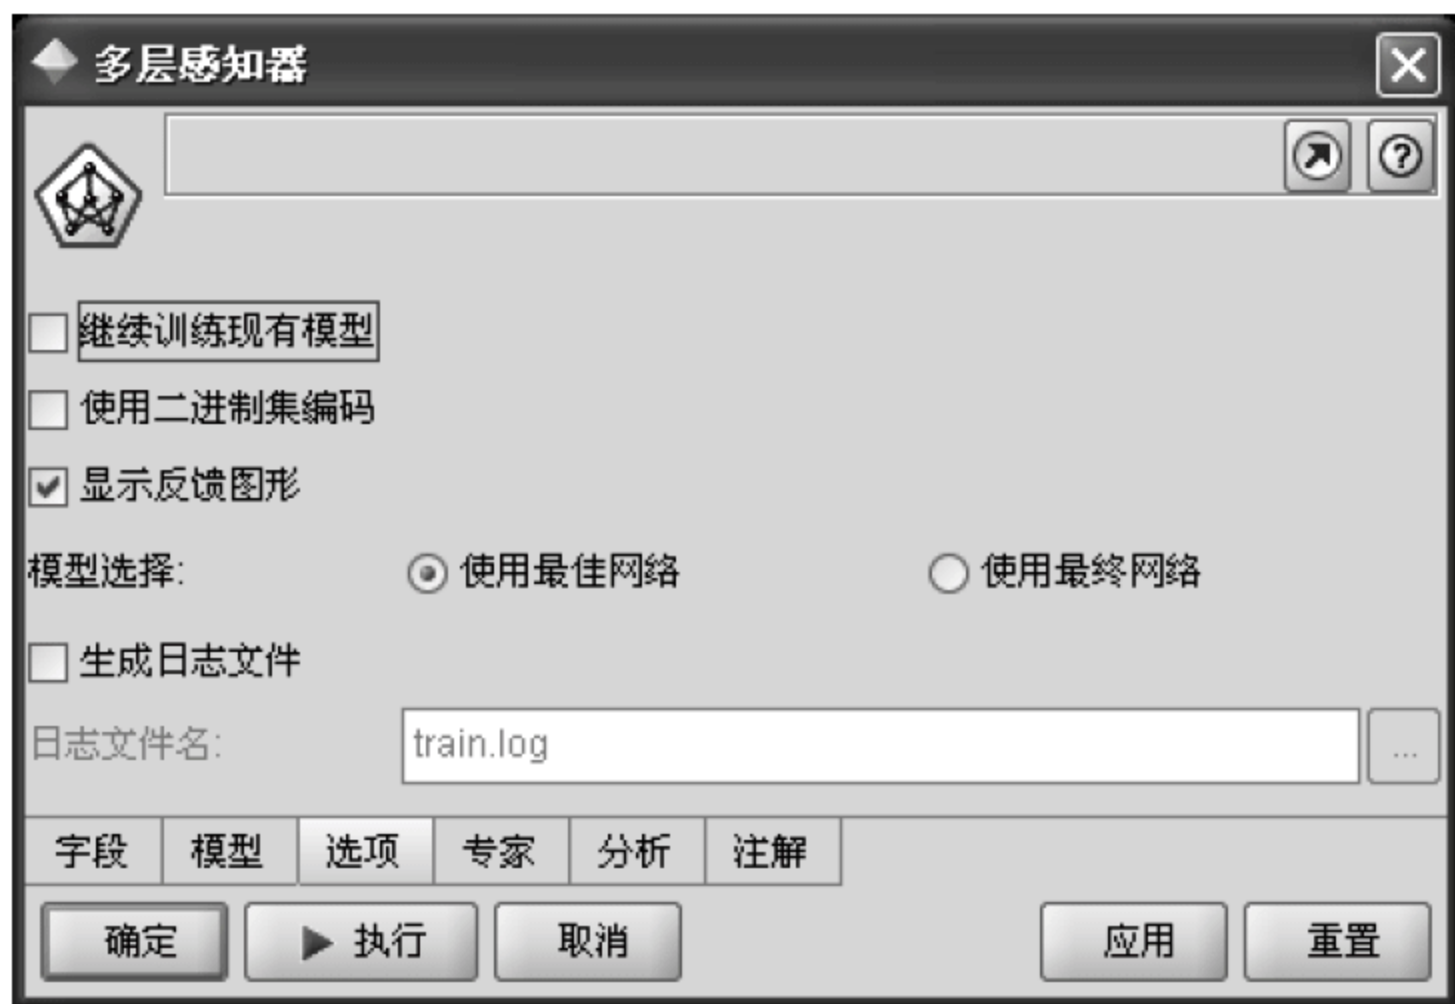 多层感知器
继续训练现有模型
使用二进制集编码
显示反馈图形
模型选择: 使用最佳网络 使用最终网络
生成日志文件
日志文件名: train.log ...
字段 模型 选项 专家 分析 注解
确定 执行 取消 应用 重置